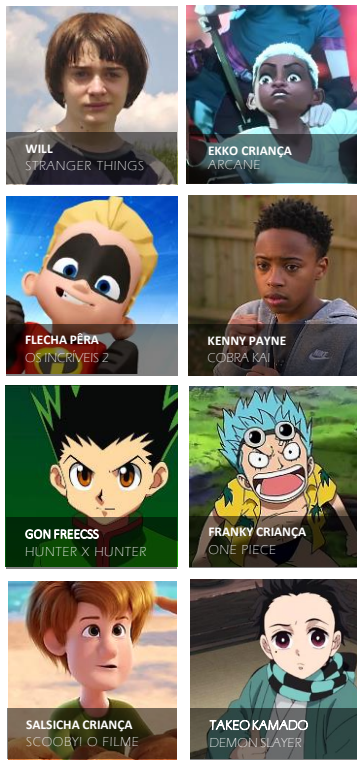 WILL
STRANGER THINGS
EKKO CRIANÇA
ARCANE
FLECHA PÊRA
OS INCRÍVEIS 2
KENNY PAYNE
COBRA KAI
GON FREECSS
HUNTER X HUNTER
FRANKY CRIANÇA
ONE PIECE
SALSICHA CRIANÇA
SCOOBY! O FILME
TAKEO KAMADO
DEMON SLAYER